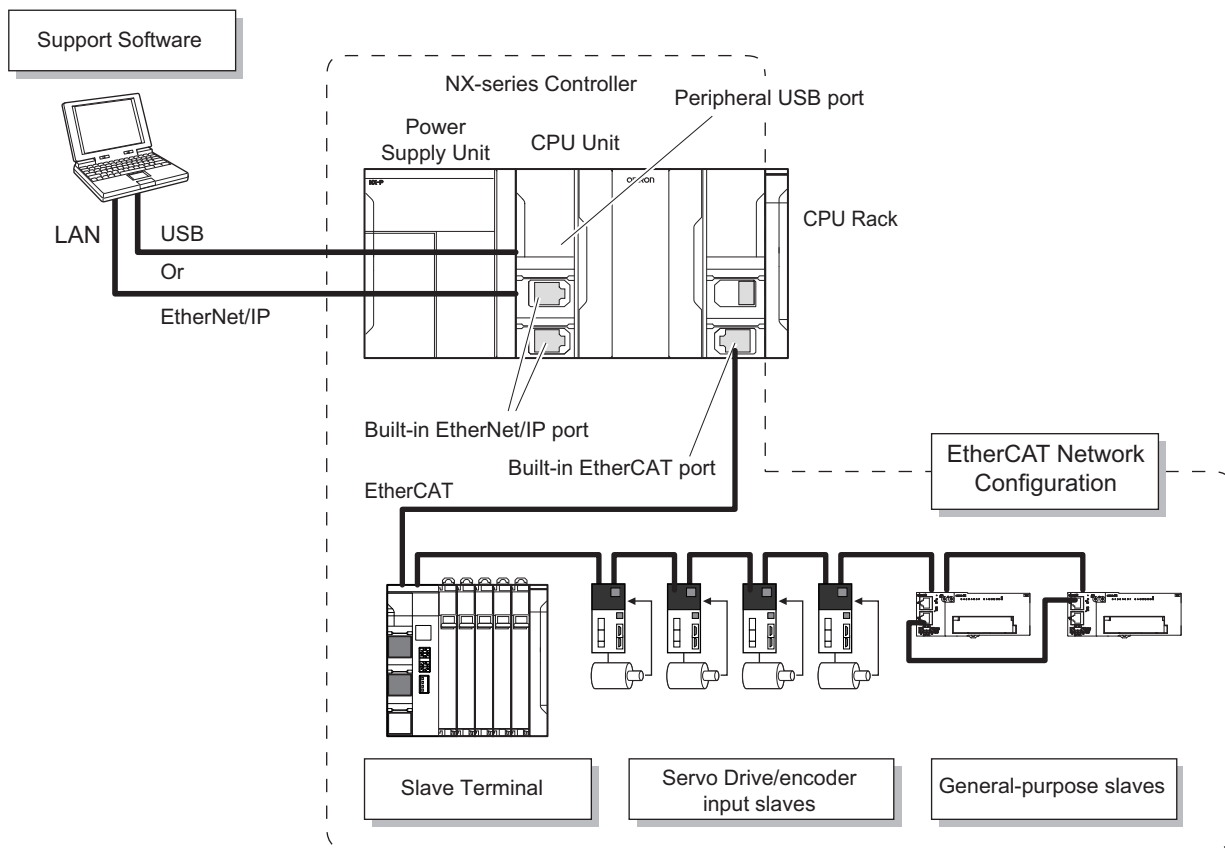 Support Software
NX-series Controller
Peripheral USB port
Power
Supply Unit
CPU Unit
omron
CPU Rack
LAN
USB
Or
EtherNet/IP
Built-in EtherNet/IP port
Built-in EtherCAT port
EtherCAT
EtherCAT Network
Configuration
Slave Terminal
Servo Drive/encoder
input slaves
General-purpose slaves